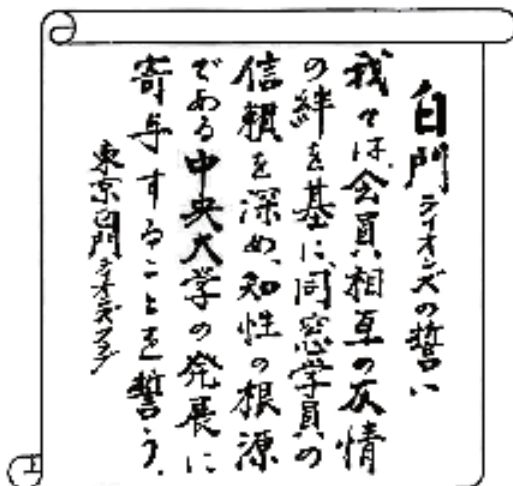 白門ライオンズの誓い
我々は、会員相互の友情
の絆を基に、同窓学員の
信頼を深め、知性の根源
である中央大学の発展に
寄与することを誓う。
東京白門ライオンズクラブ